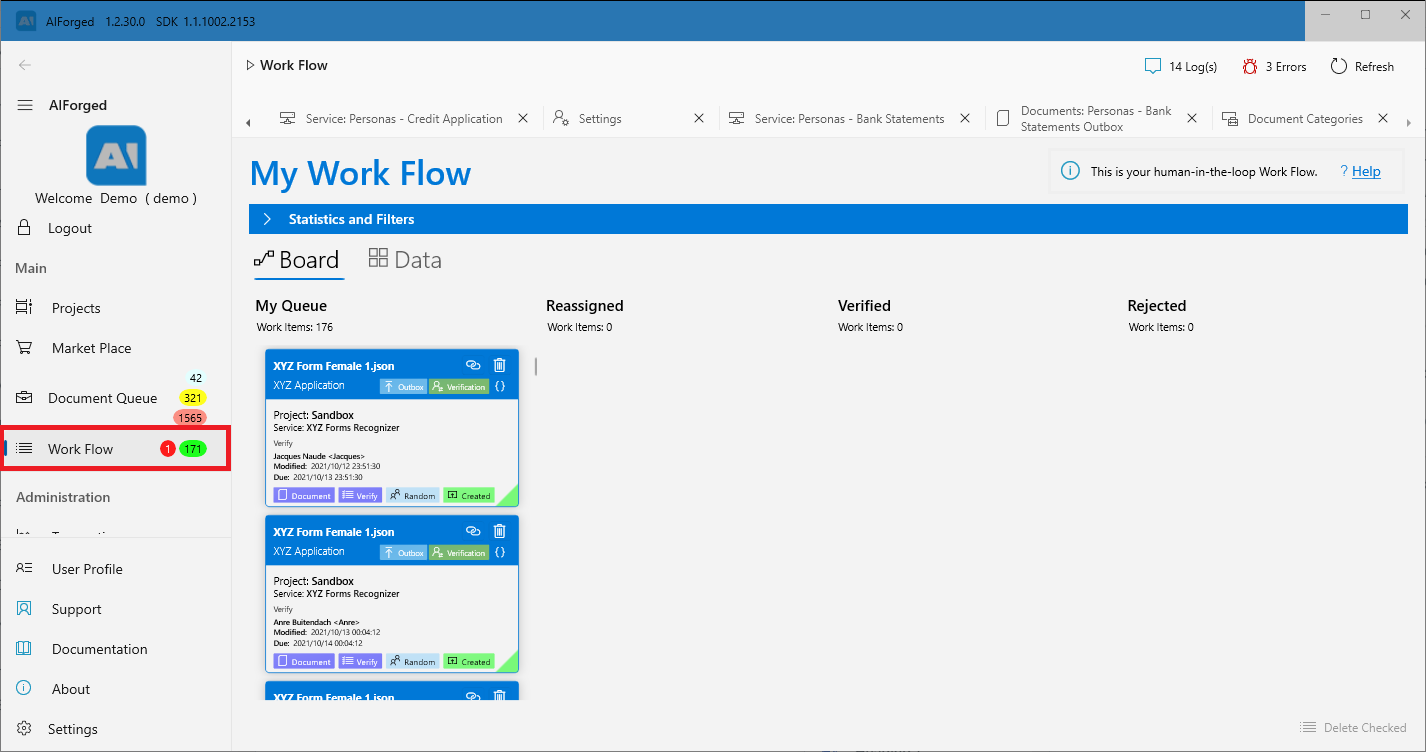 AIForged 1.2.30.0 SDK 1.1.1002.2153
AIForged
AI
Welcome Demo ( demo )
Logout
Main
Projects
Market Place
42
Document Queue 321
1565
Work Flow 1 171
Administration
User Profile
Support
Documentation
About
Settings
Work Flow
14 Log(s) 3 Errors Refresh
Service: Personas - Credit Application
Settings
Service: Personas - Bank Statements
Documents: Personas - Bank
Statements Outbox
Document Categories
My Work Flow
This is your human-in-the-loop Work Flow. ? Help
Statistics and Filters
Board Data
My Queue
Work Items: 176
Reassigned
Work Items: 0
Verified
Work Items: 0
Rejected
Work Items: 0
XYZ Form Female 1.json
XYZ Application Outbox Verification {}
Project: Sandbox
Service: XYZ Forms Recognizer
Verify
Jacques Naude <Jacques>
Modified: 2021/10/12 23:51:30
Due: 2021/10/13 23:51:30
Document Verify Random Created
XYZ Form Female 1.json
XYZ Application Outbox Verification {}
Project: Sandbox
Service: XYZ Forms Recognizer
Verify
Anre Buitendach <Anre>
Modified: 2021/10/13 00:04:12
Due: 2021/10/14 00:04:12
Document Verify Random Created
XYZ Form Female 1.json
Delete Checked